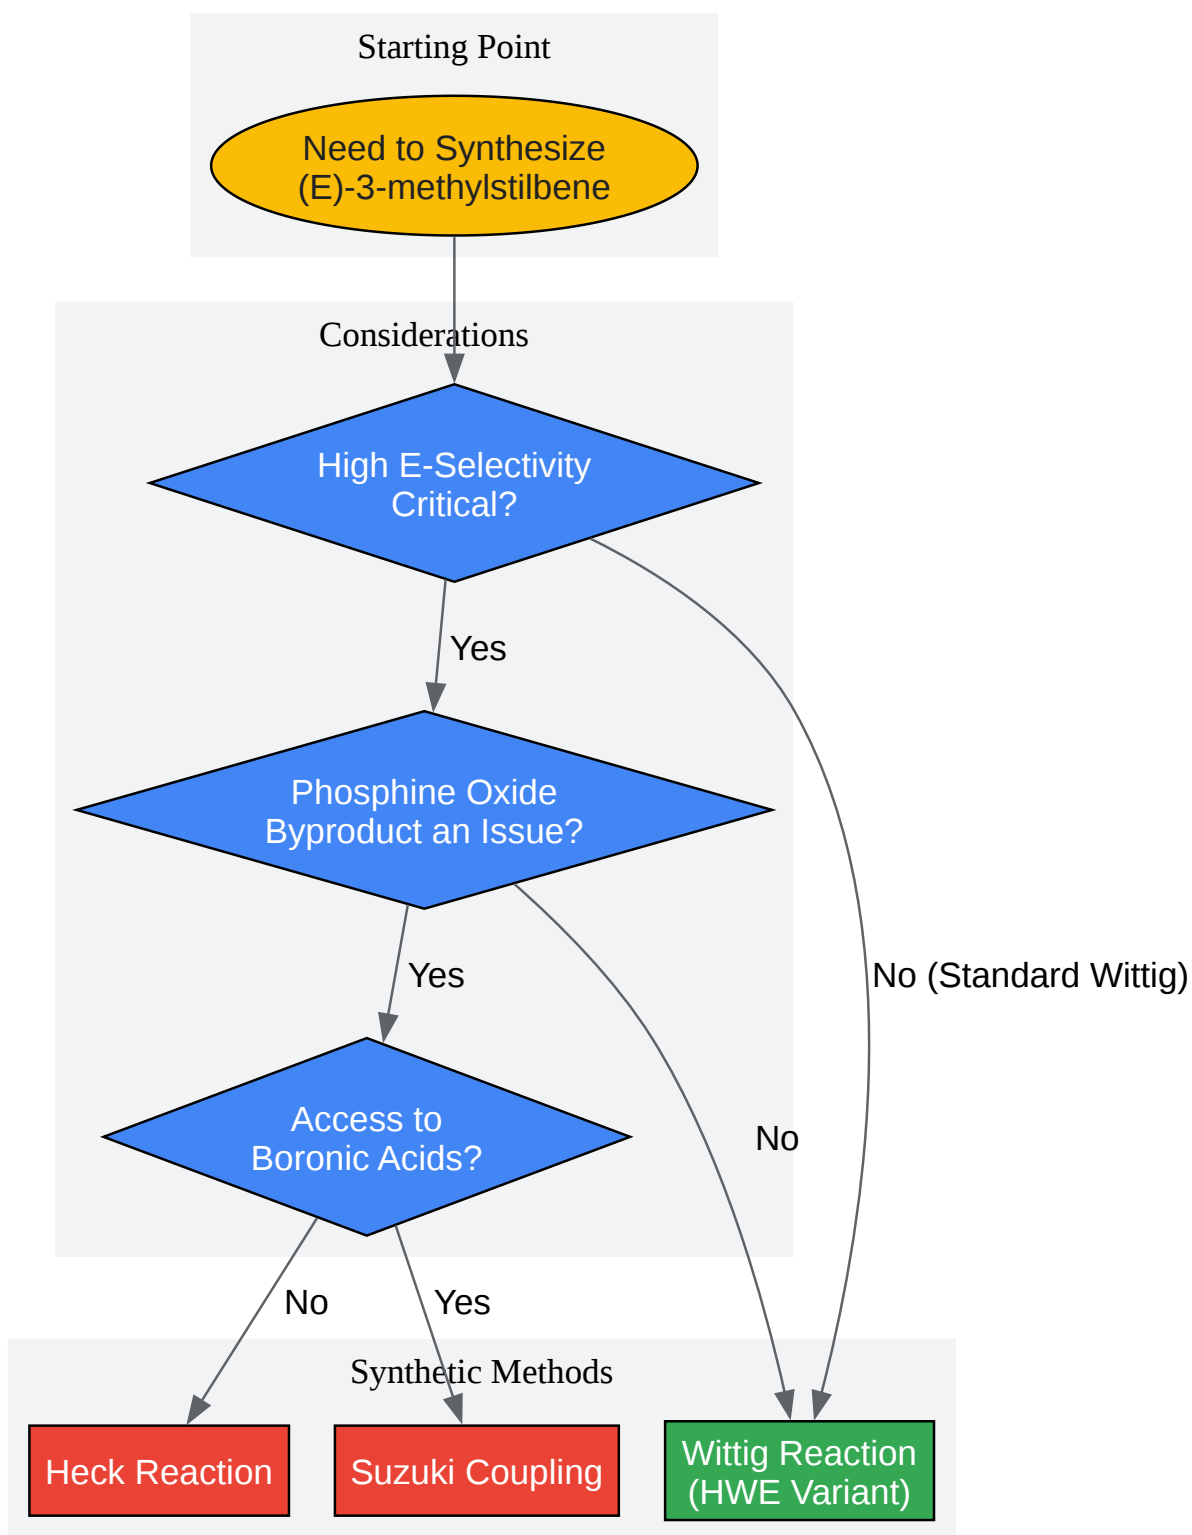 Starting Point
Need to Synthesize
(E)-3-methylstilbene
Considerations
High E-Selectivity
Critical?
Yes
Phosphine Oxide
Byproduct an Issue?
Yes
No (Standard Wittig)
Access to
Boronic Acids?
No
No
Yes
Synthetic Methods
Heck Reaction
Suzuki Coupling
Wittig Reaction
(HWE Variant)